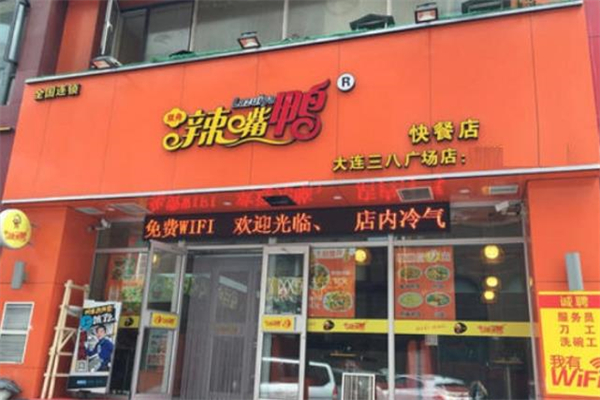 全国连锁
Lazuiya
辣嘴鸭
®
快餐店
大连三八广场店:
免费WIFI 欢迎光临、 店内冷气
诚聘
服务员
刀工
洗碗工
我有
WiFi